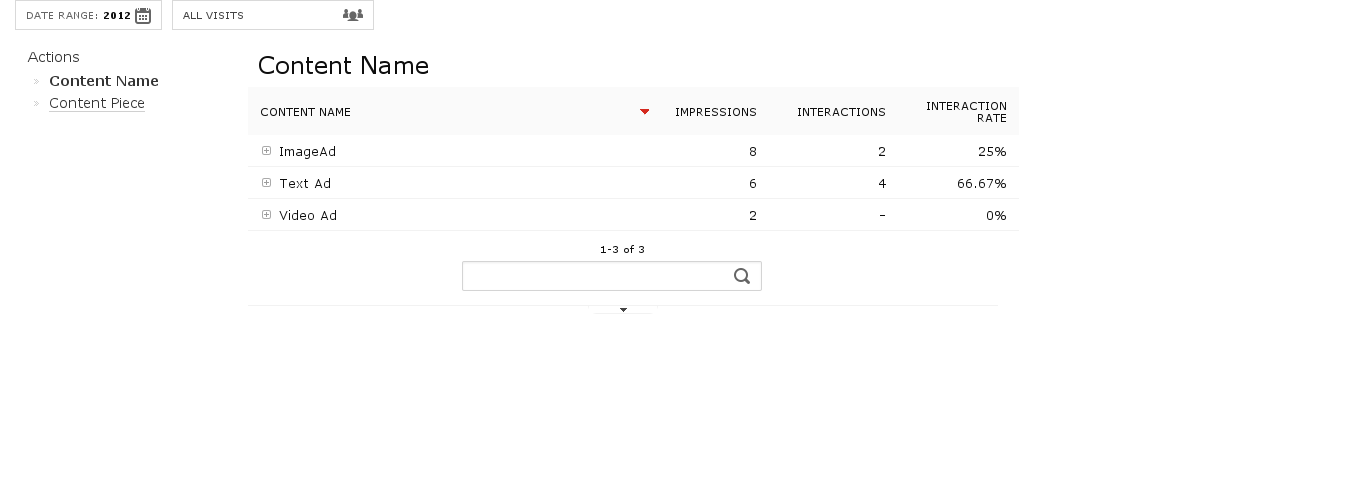 DATE RANGE: 2012 ALL VISITS
Actions
Content Name
Content Piece
Content Name
CONTENT NAME IMPRESSIONS INTERACTIONS INTERACTION RATE
ImageAd 8 2 25%
Text Ad 6 4 66.67%
Video Ad 2 - 0%
1-3 of 3